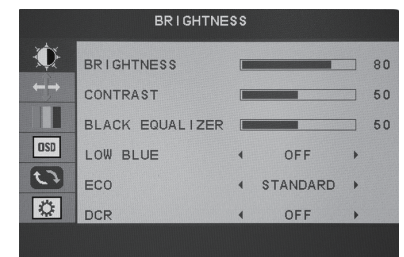 BRIGHTNESS
BRIGHTNESS 80
CONTRAST 50
BLACK EQUALIZER 50
LOW BLUE OFF
OSD
ECO STANDARD
DCR OFF